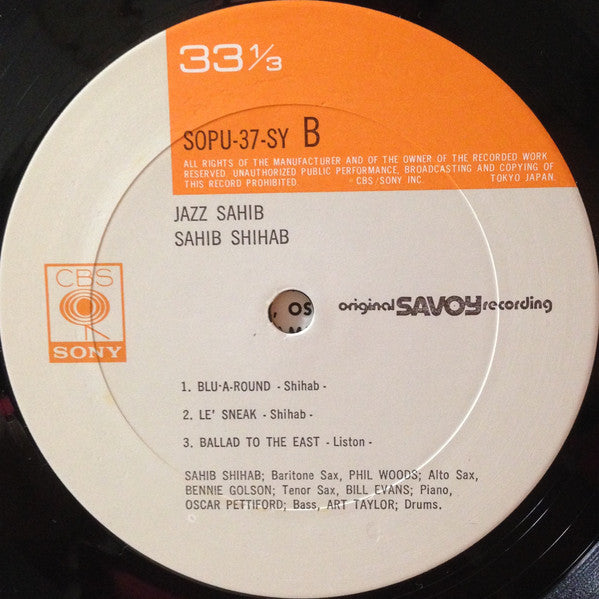 33 1/3
SOPU-37-SY B
ALL RIGHTS OF THE MANUFACTURER AND OF THE OWNER OF THE RECORDED WORK
RESERVED. UNAUTHORIZED PUBLIC PERFORMANCE, BROADCASTING AND COPYING OF
THIS RECORD PROHIBITED. ·CBS/SONY INC. TOKYO JAPAN.
JAZZ SAHIB
SAHIB SHIHAB
CBS
SONY
, OS
original SAVOY recording
1. BLU-A-ROUND - Shihab -
2. LE' SNEAK - Shihab -
3. BALLAD TO THE EAST - Liston -
SAHIB SHIHAB; Baritone Sax, PHIL WOODS; Alto Sax,
BENNIE GOLSON; Tenor Sax, BILL EVANS; Piano,
OSCAR PETTIFORD; Bass, ART TAYLOR; Drums.